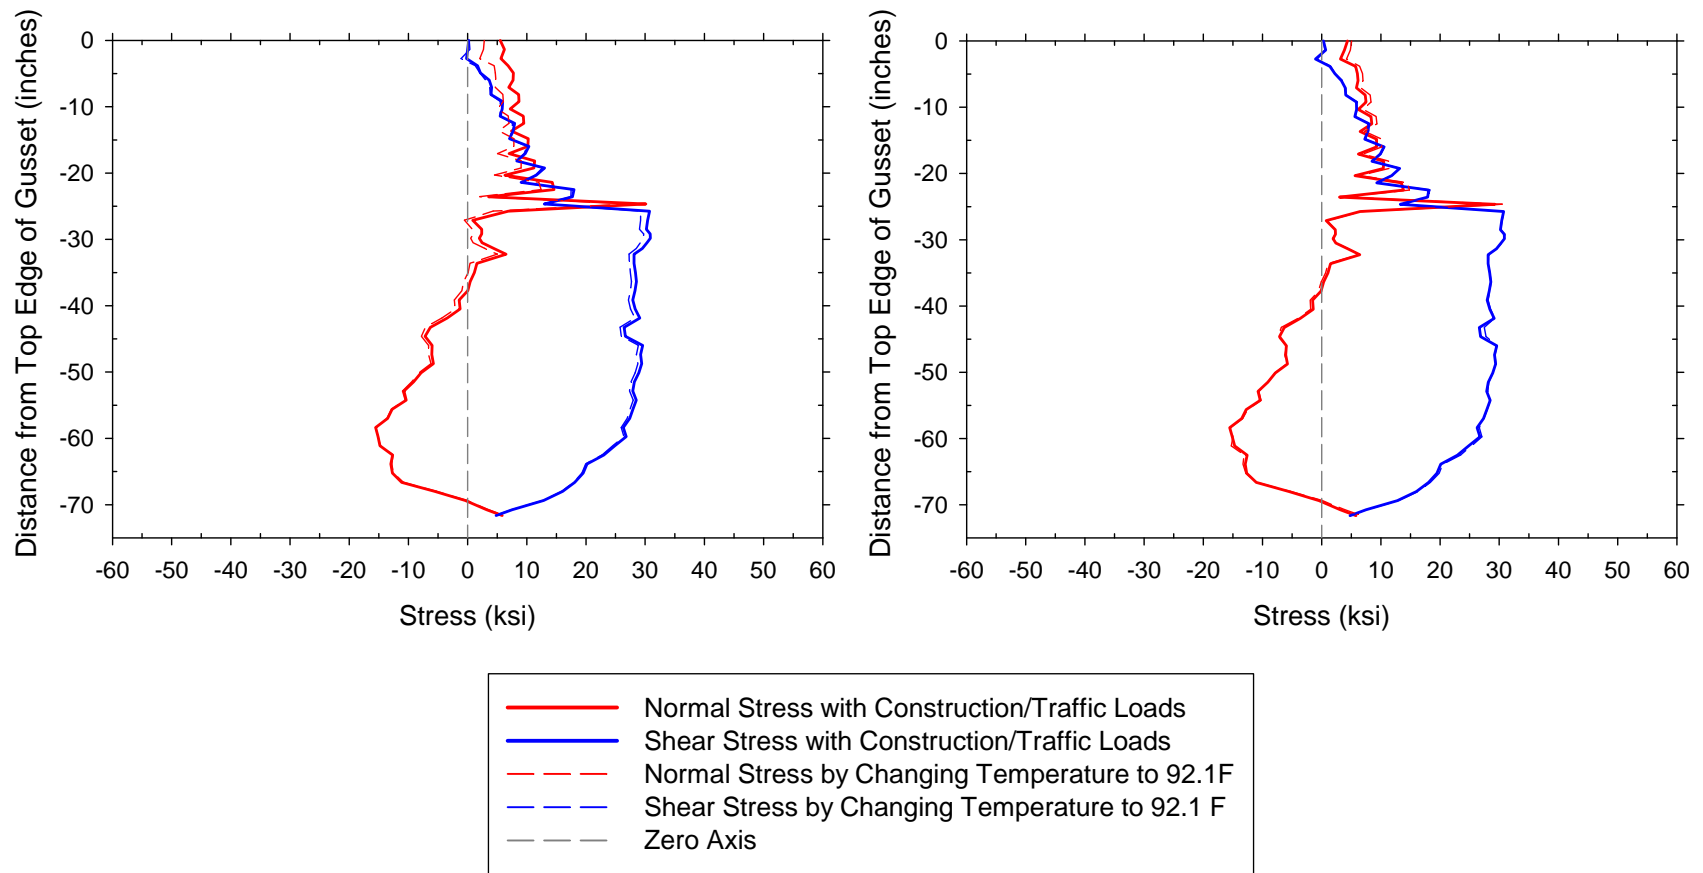 Distance from Top Edge of Gusset (inches)
0
-10
-20
-30
-40
-50
-60
-70
-60 -50 -40 -30 -20 -10 0 10 20 30 40 50 60
Stress (ksi)
Distance from Top Edge of Gusset (inches)
0
-10
-20
-30
-40
-50
-60
-70
-60 -50 -40 -30 -20 -10 0 10 20 30 40 50 60
Stress (ksi)
Normal Stress with Construction/Traffic Loads
Shear Stress with Construction/Traffic Loads
Normal Stress by Changing Temperature to 92.1F
Shear Stress by Changing Temperature to 92.1 F
Zero Axis